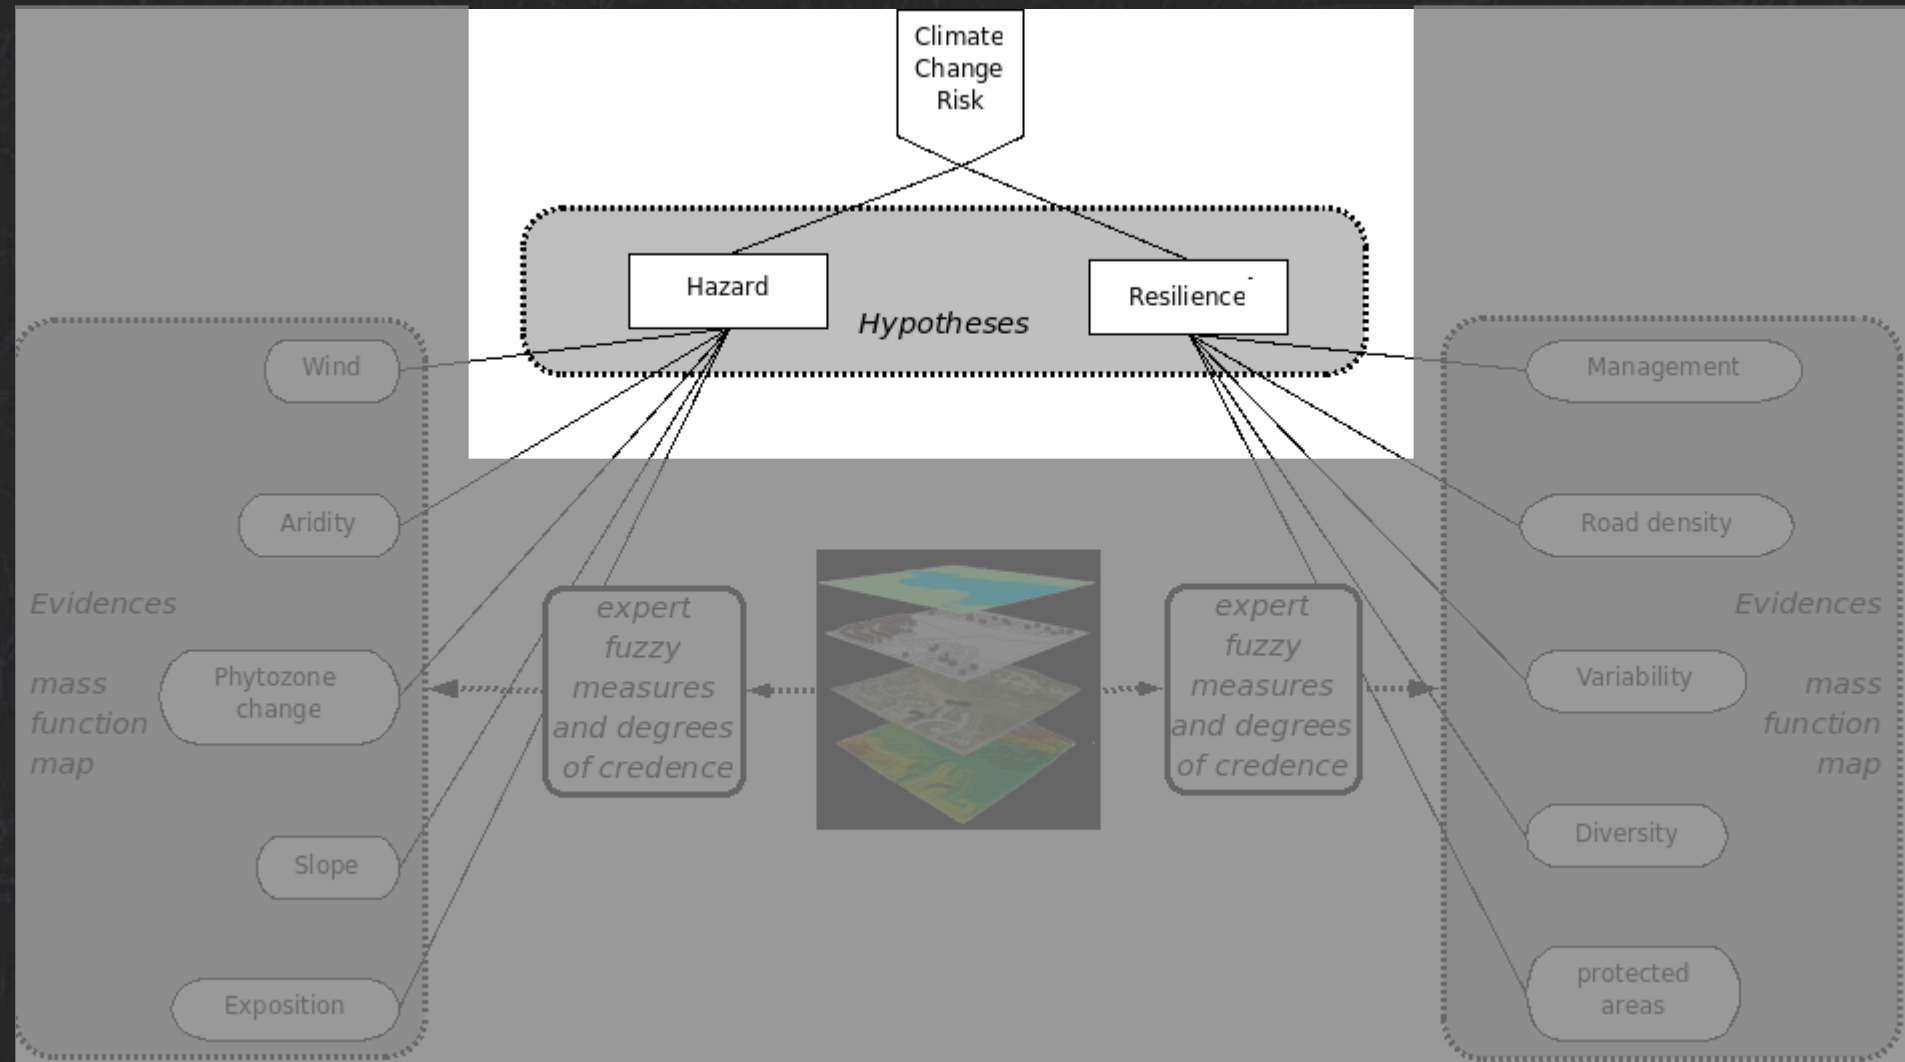 Climate
Change
Risk
Hazard
Resilience
Hypotheses
Wind
Aridity
Evidences
mass
function
map
Phytozone
change
Slope
Exposition
expert
fuzzy
measures
and degrees
of credence
expert
fuzzy
measures
and degrees
of credence
Management
Road density
Evidences
mass
function
map
Variability
Diversity
protected
areas